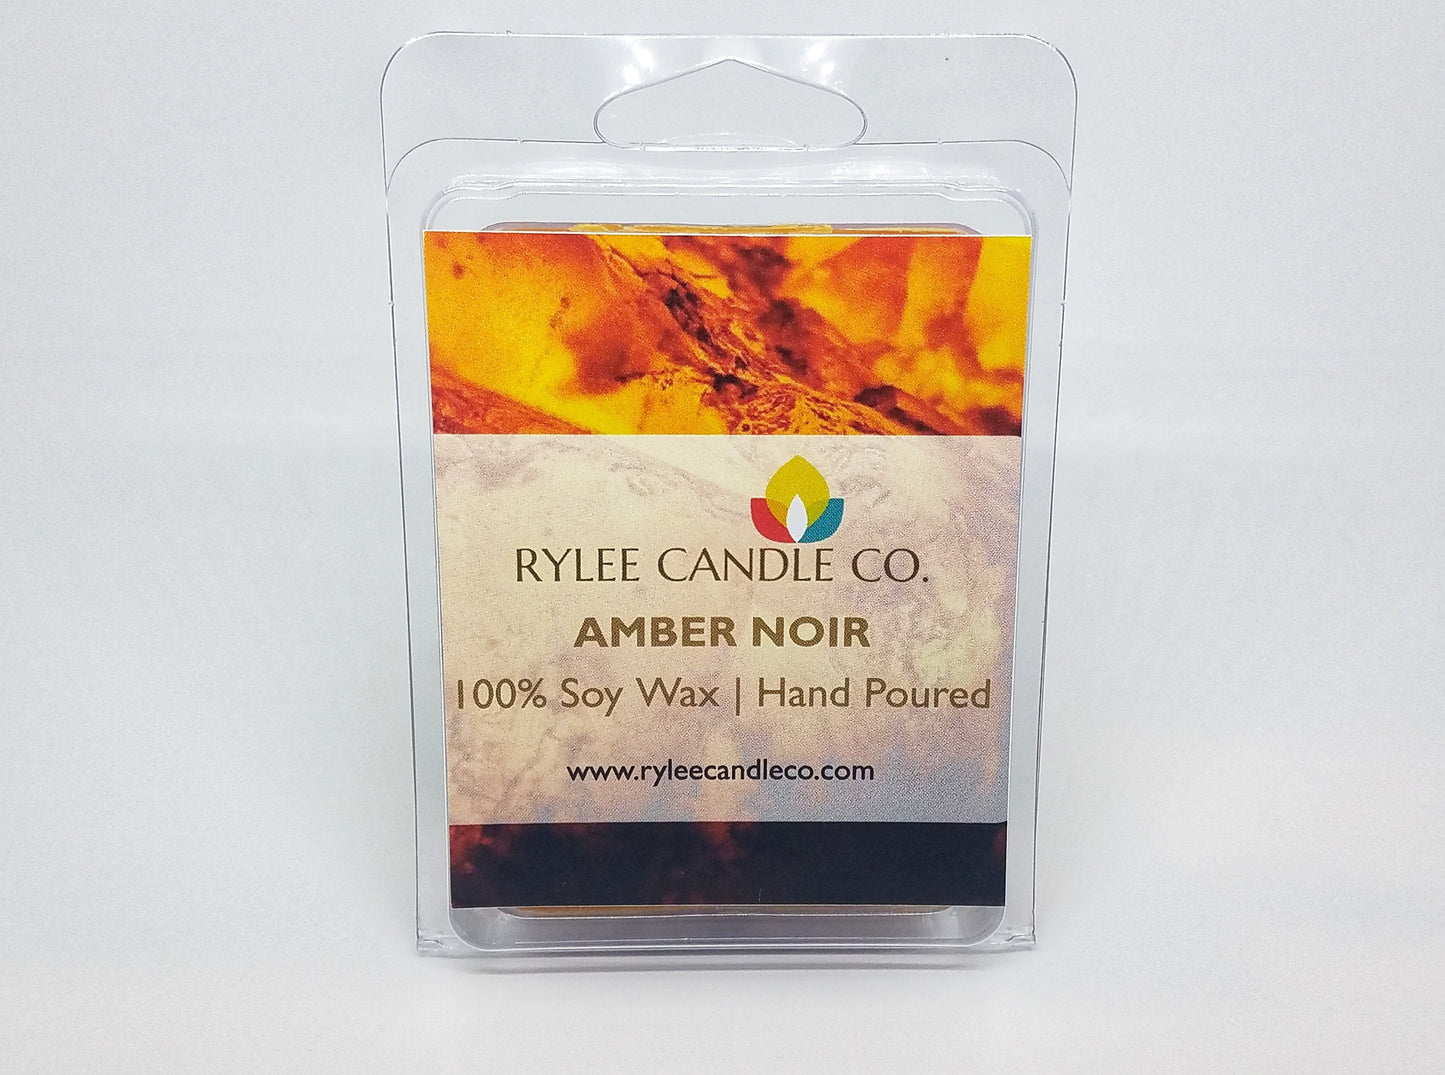 RYLEE CANDLE CO.
AMBER NOIR
100% Soy Wax | Hand Poured
www.ryleecandleco.com